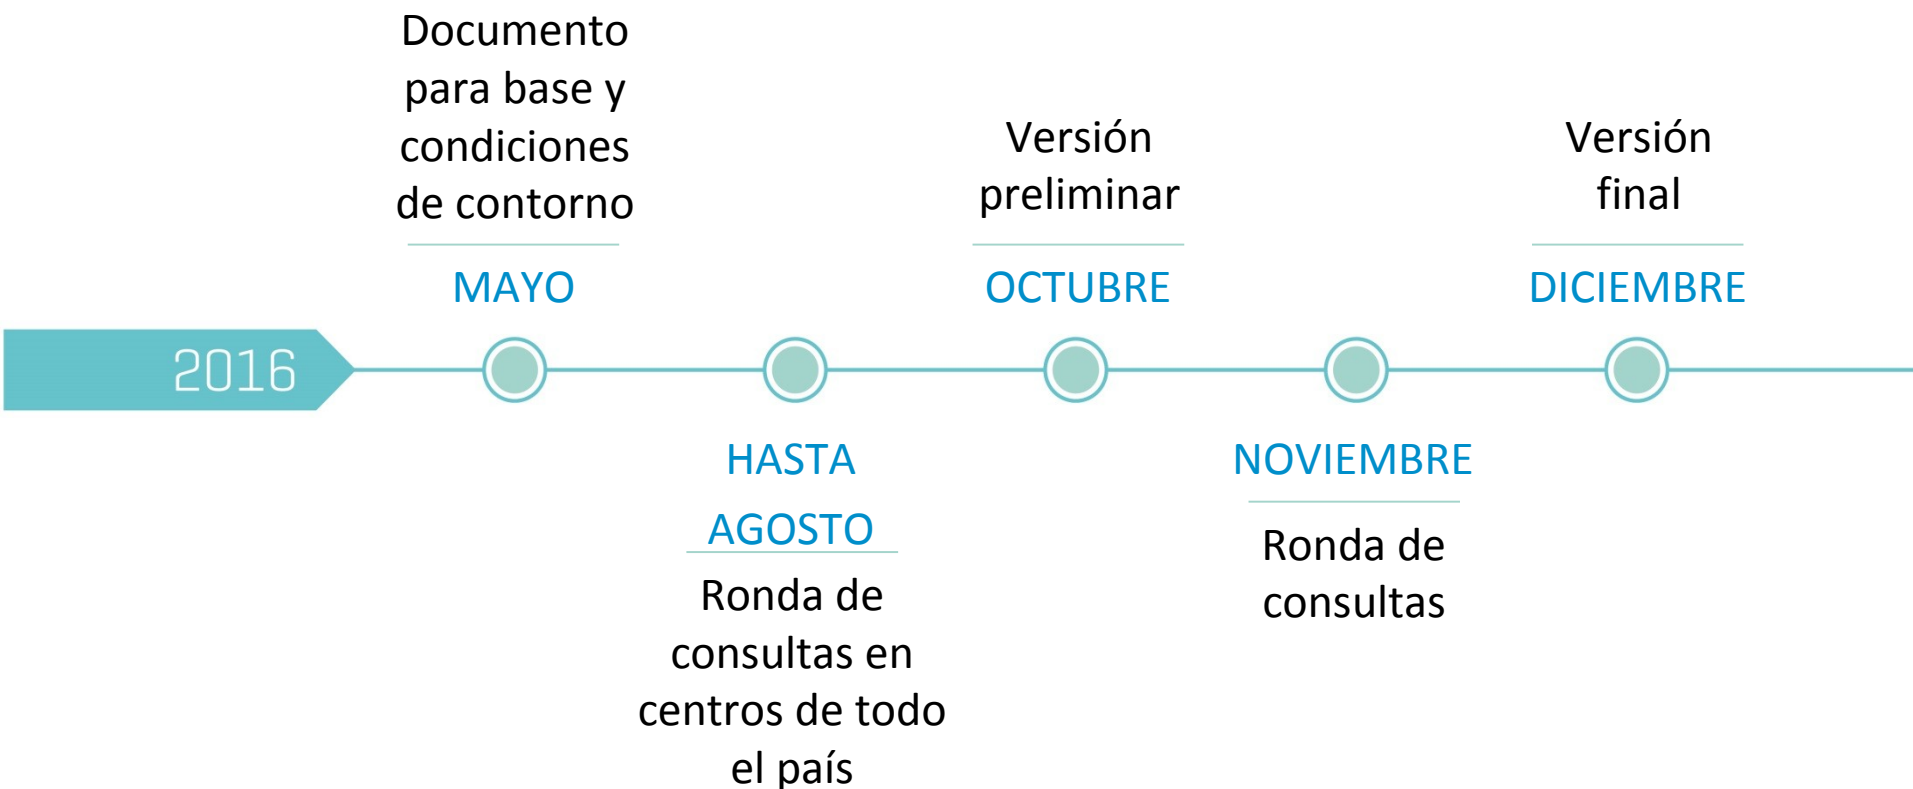 Documento
para base y
condiciones
de contorno
MAYO
Versión
preliminar
OCTUBRE
Versión
final
DICIEMBRE
2016
HASTA
AGOSTO
Ronda de
consultas en
centros de todo
el país
NOVIEMBRE
Ronda de
consultas